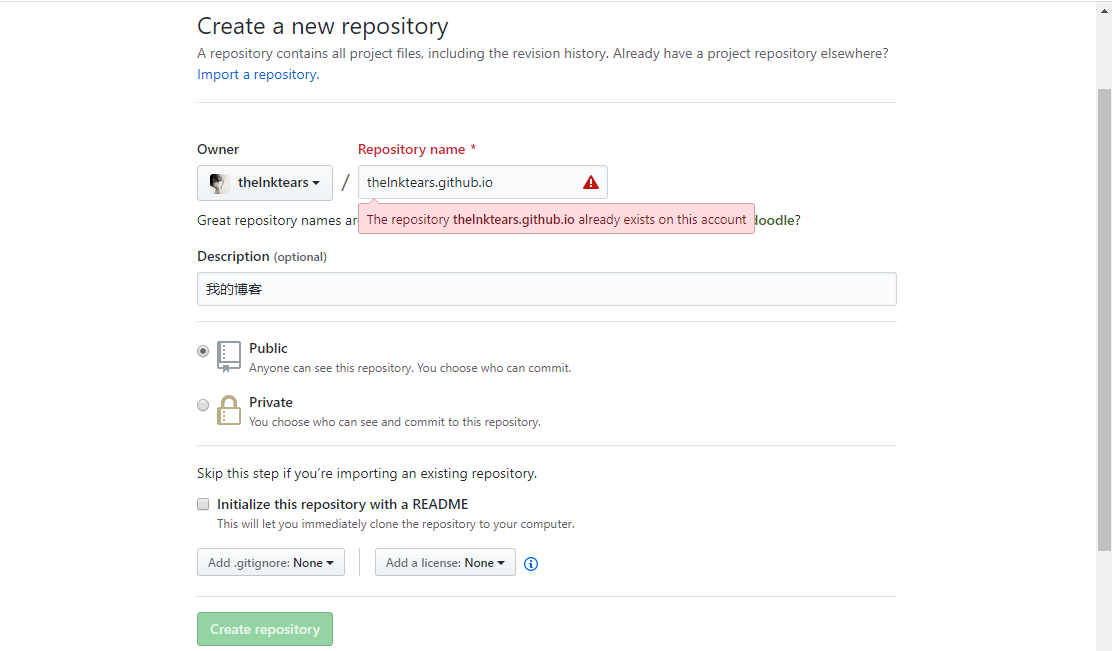 Create a new repository
A repository contains all project files, including the revision history. Already have a project repository elsewhere?
Import a repository.
Owner
Repository name *
thelnktears
/
thelnktears.github.io
Great repository names ar
The repository thelnktears.github.io already exists on this account
loodle?
Description (optional)
我的博客
Public
Anyone can see this repository. You choose who can commit.
Private
You choose who can see and commit to this repository.
Skip this step if you’re importing an existing repository.
Initialize this repository with a README
This will let you immediately clone the repository to your computer.
Add .gitignore: None
Add a license: None
Create repository